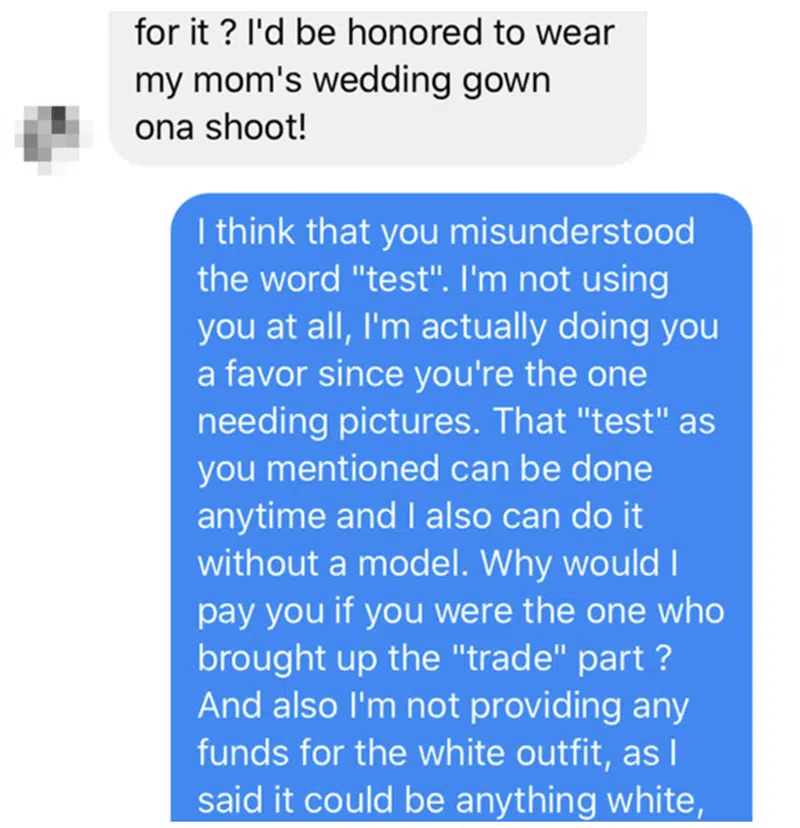 for it ? I'd be honored to wear
my mom's wedding gown
ona shoot!
I think that you misunderstood
the word "test". I'm not using
you at all, I'm actually doing you
a favor since you're the one
needing pictures. That "test" as
you mentioned can be done
anytime and I also can do it
without a model. Why would I
pay you if you were the one who
brought up the "trade" part ?
And also I'm not providing any
funds for the white outfit, as I
said it could be anything white,